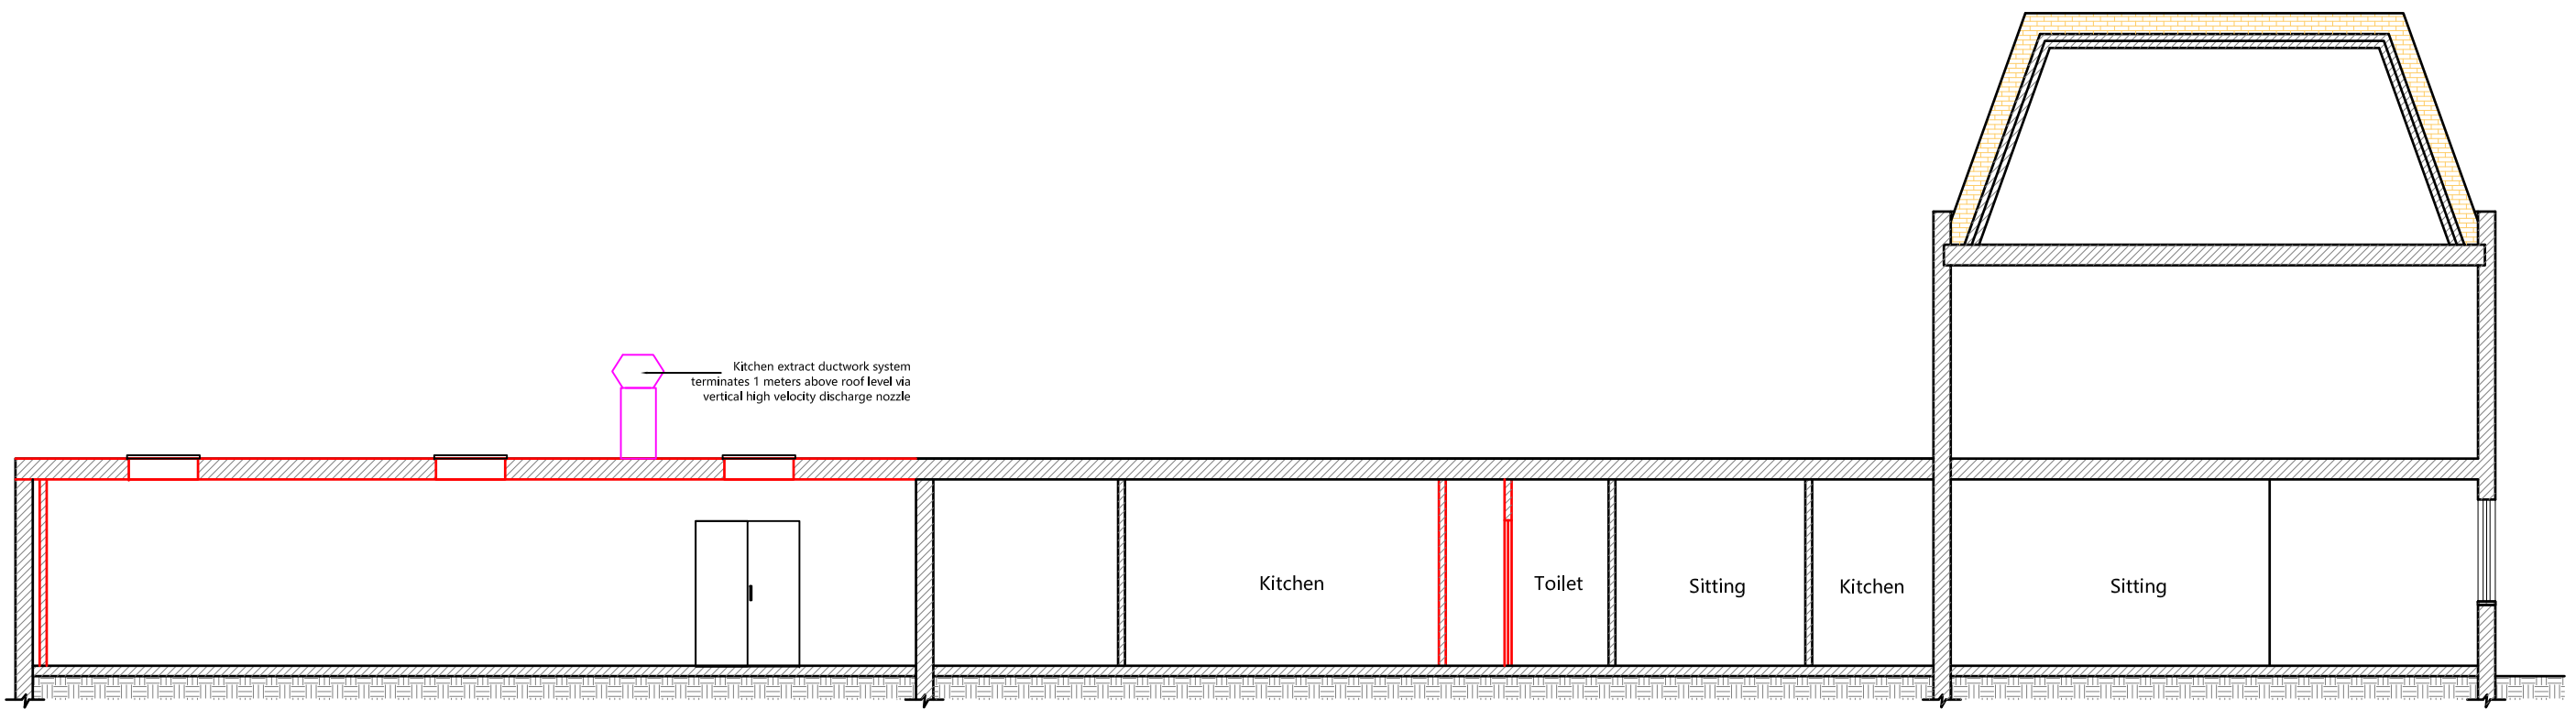 Kitchen extract ductwork system
terminates 1 meters above roof level via
vertical high velocity discharge nozzle
Kitchen
Toilet
Sitting
Kitchen
Sitting